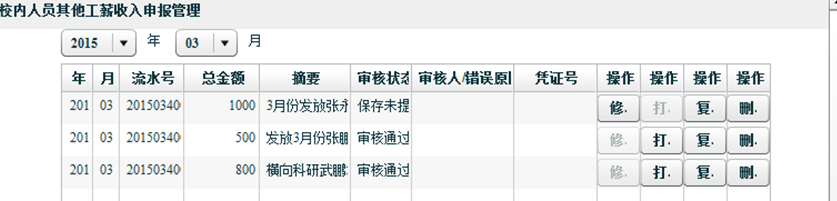 校内人员其他工薪收入申报管理
2015 年 03 月
年 月 流水号 总金额 摘要 审核状态 审核人/错误原因 凭证号 操作 操作 操作 操作
201 03 20150340 1000 3月份发放张 保存未提 修. 打. 复. 删.
201 03 20150340 500 发放3月份张鹏 审核通过 修. 打. 复. 删.
201 03 20150340 800 横向科研武鹏 审核通过 修. 打. 复. 删.